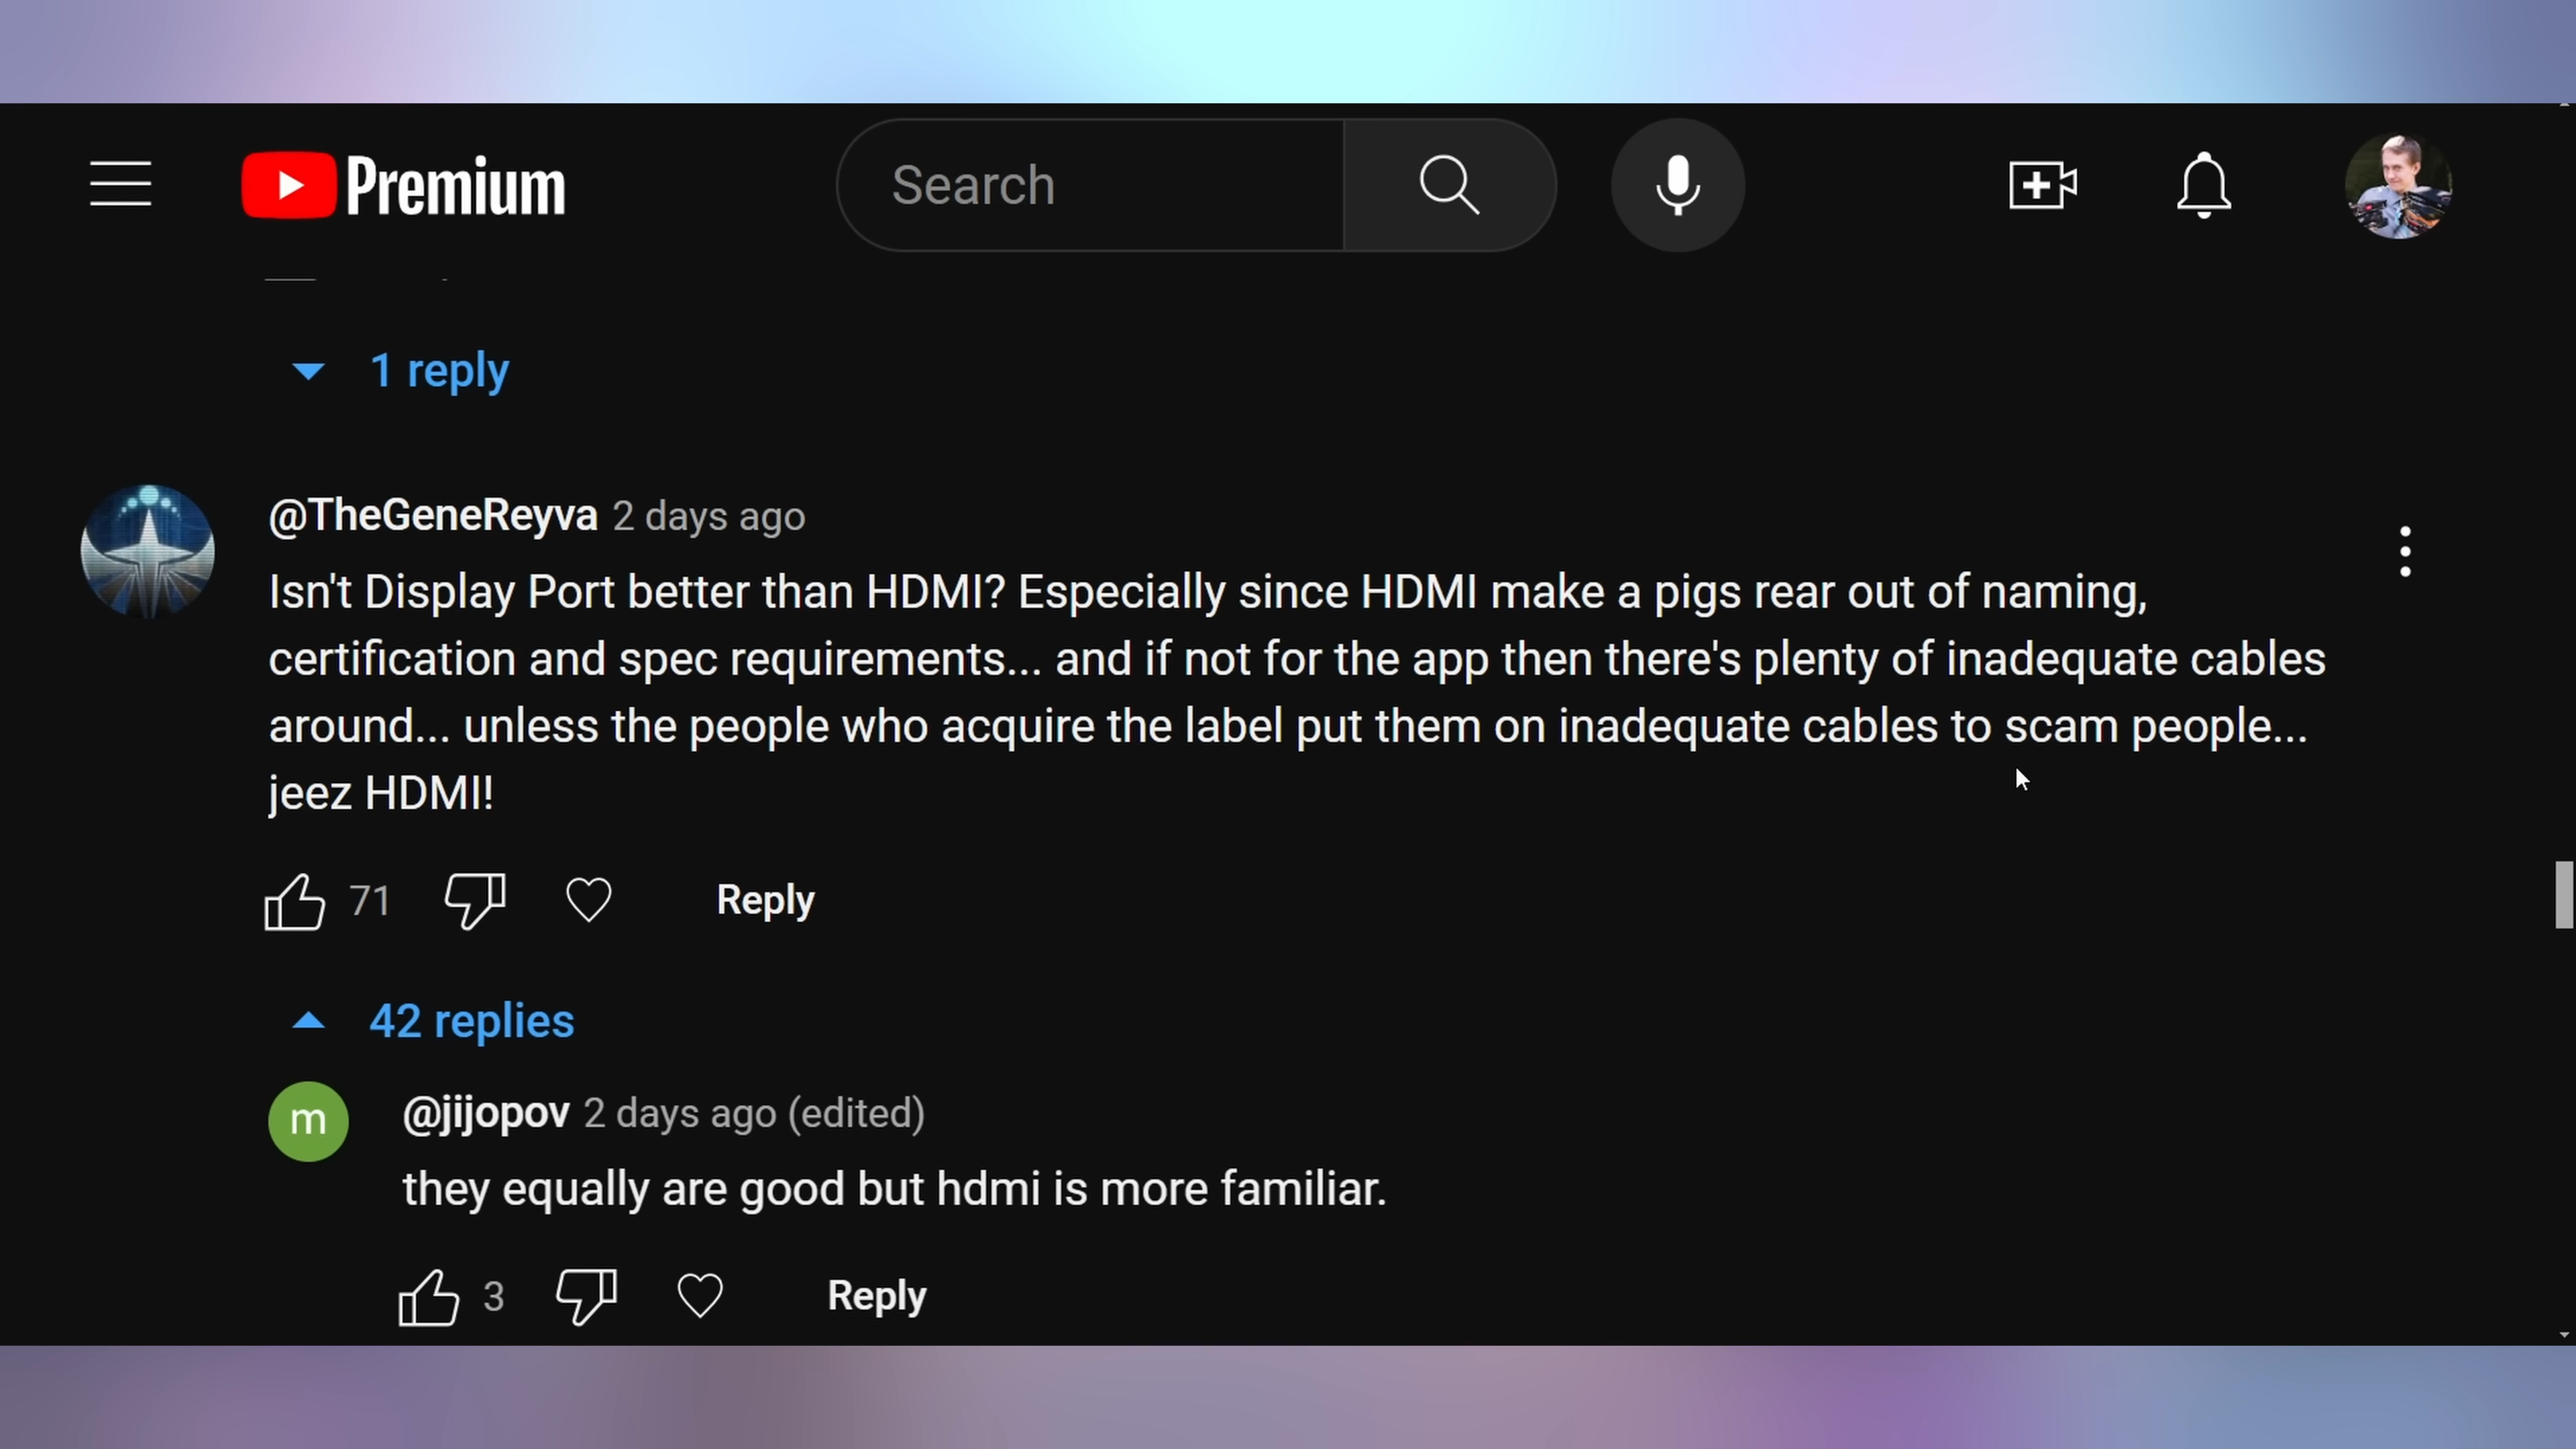 Premium
Search
1 reply
@TheGeneReyva 2 days ago
Isn't Display Port better than HDMI? Especially since HDMI make a pigs rear out of naming,
certification and spec requirements... and if not for the app then there's plenty of inadequate cables
around... unless the people who acquire the label put them on inadequate cables to scam people...
jeez HDMI!
71 Reply
42 replies
m
@jijopov 2 days ago (edited)
they equally are good but hdmi is more familiar.
3 Reply